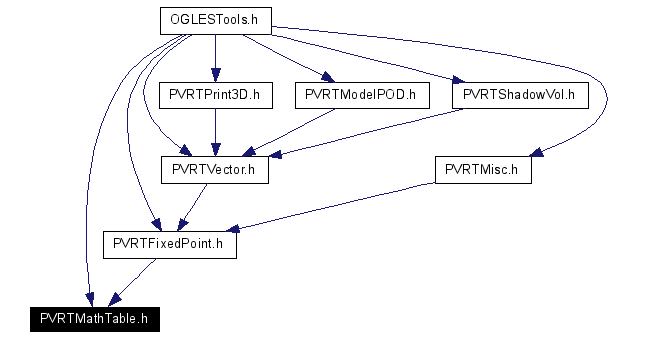 OGLESTools.h
PVRTPrint3D.h
PVRTModelPOD.h
PVRTShadowVol.h
PVRTVector.h
PVRTMisc.h
PVRTFixedPoint.h
PVRTMathTable.h